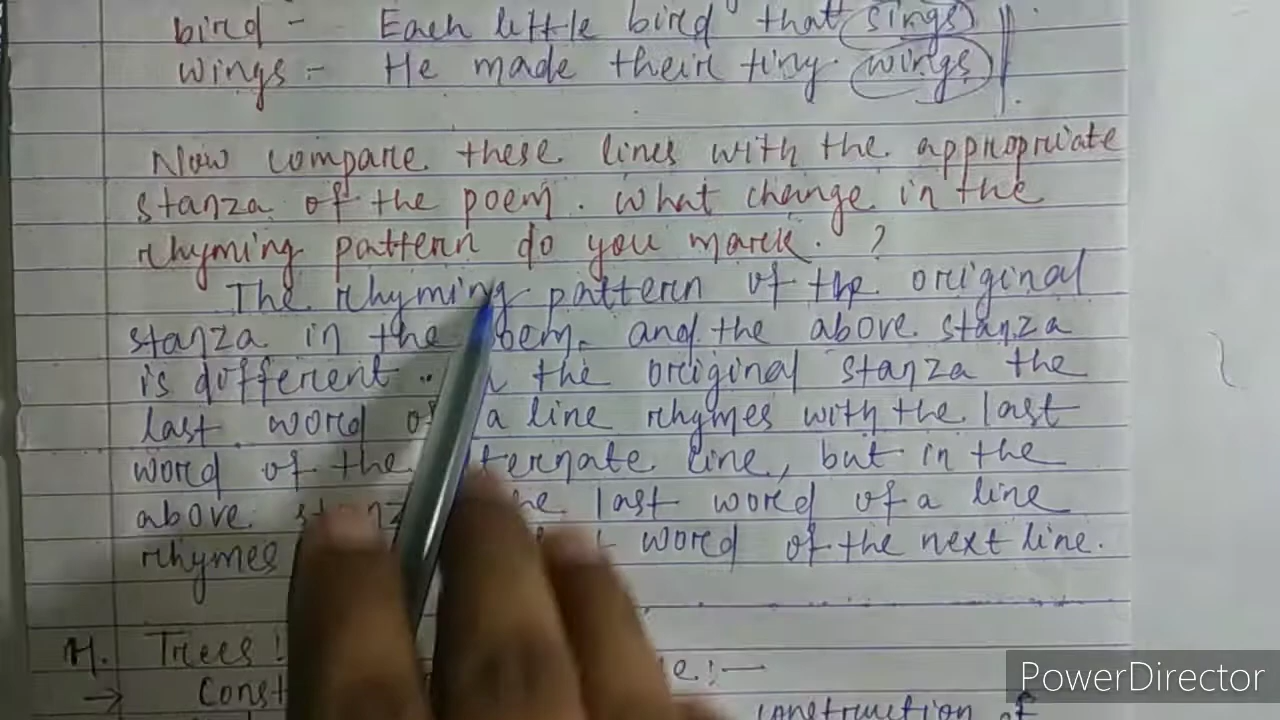 bird - Each little bird that sings
wings :- He made their tiny wings
Now compare these lines with the appropriate
stanza of the poem. What change in the
rhyming pattern do you mark. ?
The rhyming pattern of the original
stanza in the poem, and the above stanza
is different. the original stanza the
last word of a line rhymes with the last
word of the line, but in the
above last word of a line
rhymes word of the next line.
H. Trees :—
→ construction of
PowerDirector